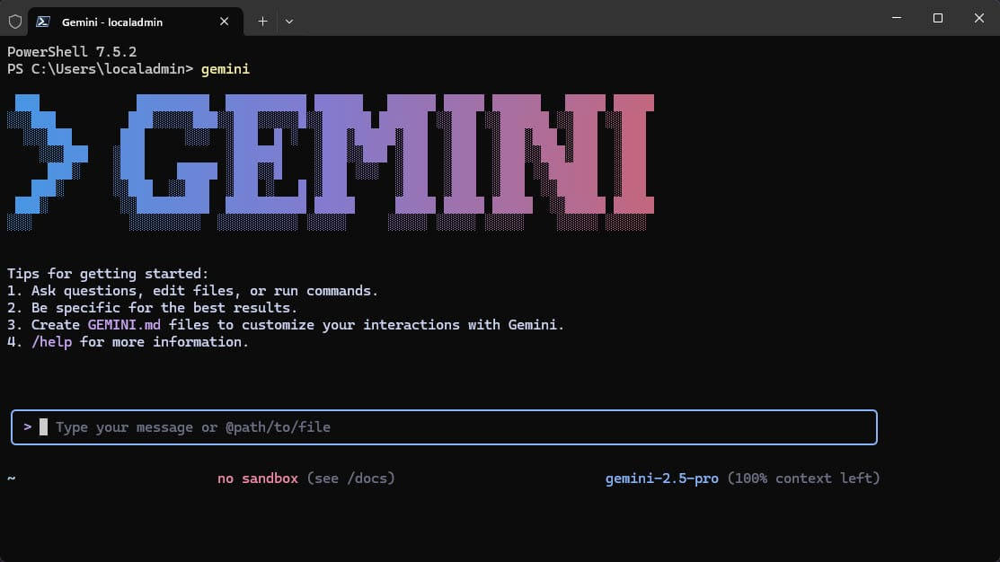 Gemini - localadmin
PowerShell 7.5.2
PS C:\Users\localadmin> gemini
> GEMINI
Tips for getting started:
1. Ask questions, edit files, or run commands.
2. Be specific for the best results.
3. Create GEMINI.md files to customize your interactions with Gemini.
4. /help for more information.
> Type your message or @path/to/file
~ no sandbox (see /docs) gemini-2.5-pro (100% context left)